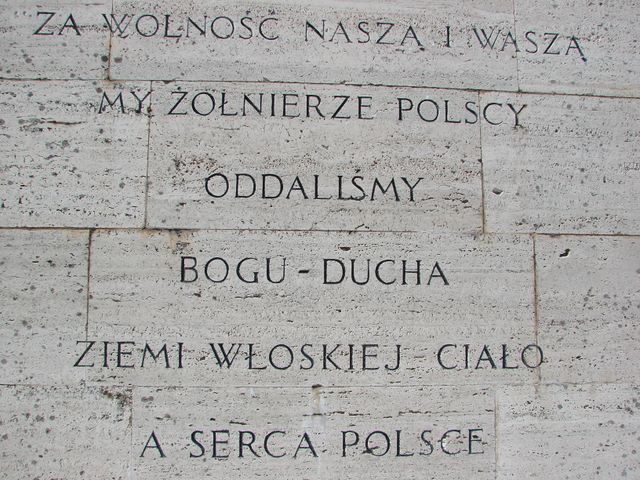 ZA WOLNOŚĆ NASZĄ I WASZĄ
MY ŻOŁNIERZE POLSCY
ODDALIŚMY
BOGU - DUCHA
ZIEMI WŁOSKIEJ - CIAŁO
A SERCA POLSCE